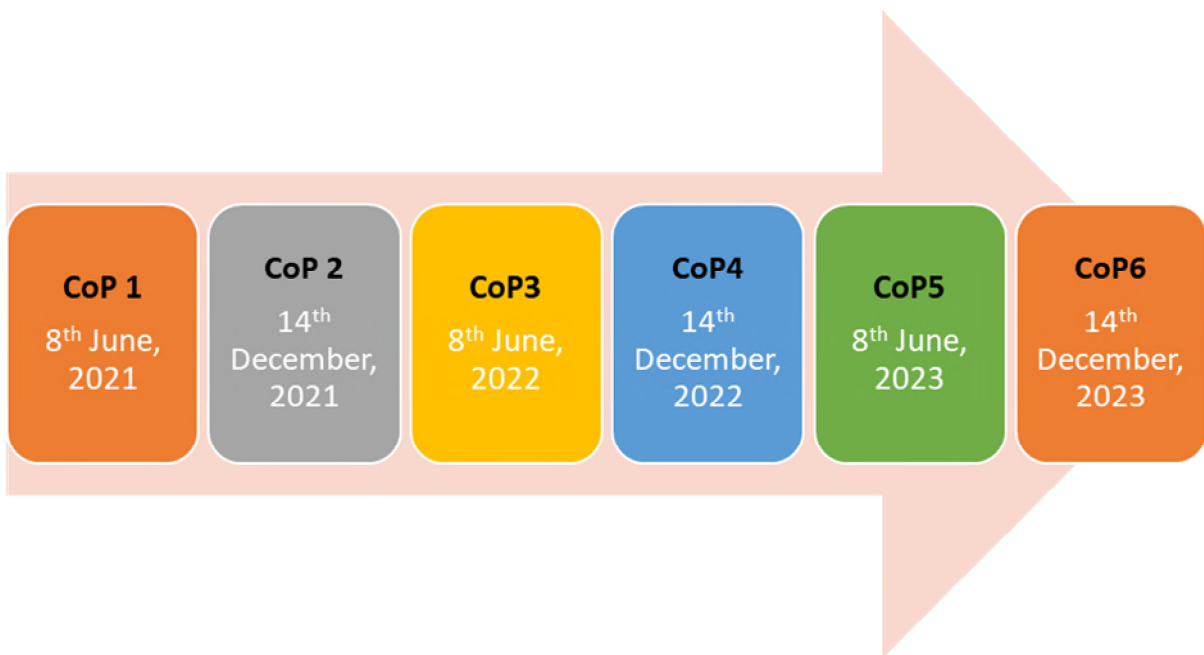 CoP 1
8th June,
2021
CoP 2
14th
December,
2021
CoP3
8th June,
2022
CoP4
14th
December,
2022
CoP5
8th June,
2023
CoP6
14th
December,
2023